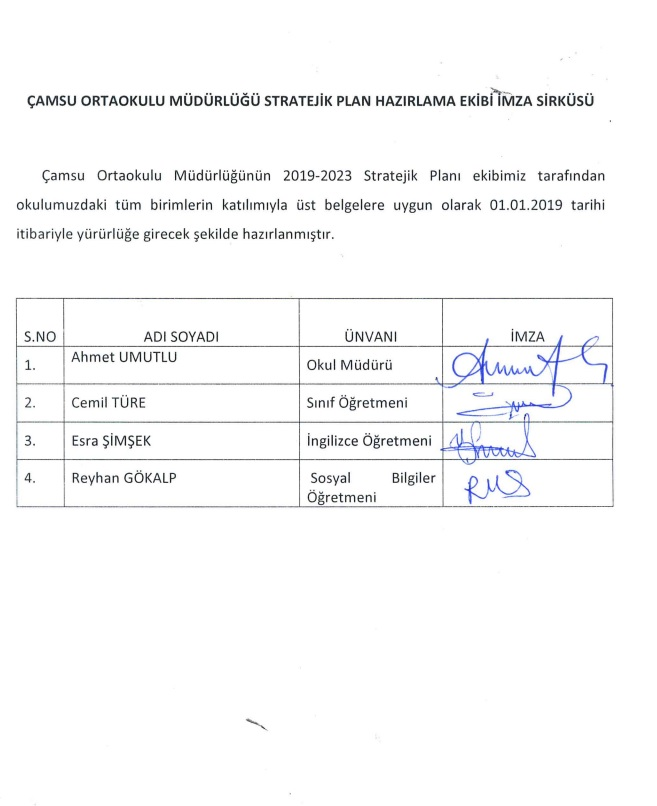 ÇAMSU ORTAOKULU MÜDÜRLÜĞÜ STRATEJİK PLAN HAZIRLAMA EKİBİ İMZA SİRKÜSÜ
Çamsu Ortaokulu Müdürlüğünün 2019-2023 Stratejik Planı ekibimiz tarafından
okulumuzdaki tüm birimlerin katılımıyla üst belgelere uygun olarak 01.01.2019 tarihi
itibariyle yürürlüğe girecek şekilde hazırlanmıştır.
S.NO ADI SOYADI ÜNVANI İMZA
1. Ahmet UMUTLU Okul Müdürü
2. Cemil TÜRE Sınıf Öğretmeni
3. Esra ŞİMŞEK İngilizce Öğretmeni
4. Reyhan GÖKALP Sosyal Bilgiler
Öğretmeni